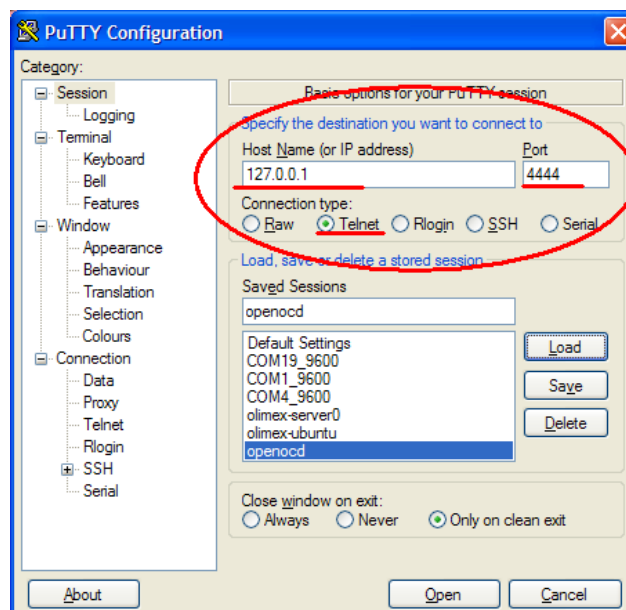 PuTTY Configuration
Category:
Session
Logging
Terminal
Keyboard
Bell
Features
Window
Appearance
Behaviour
Translation
Selection
Colours
Connection
Data
Proxy
Telnet
Rlogin
SSH
Serial
Basic options for your PuTTY session
Specify the destination you want to connect to
Host Name (or IP address) Port
127.0.0.1 4444
Connection type:
Raw Telnet Rlogin SSH Serial
Load, save or delete a stored session
Saved Sessions
openocd
Default Settings
COM19_9600
COM1_9600
COM4_9600
olimex-server0
olimex-ubuntu
openocd
Load
Save
Delete
Close window on exit:
Always Never Only on clean exit
About Open Cancel